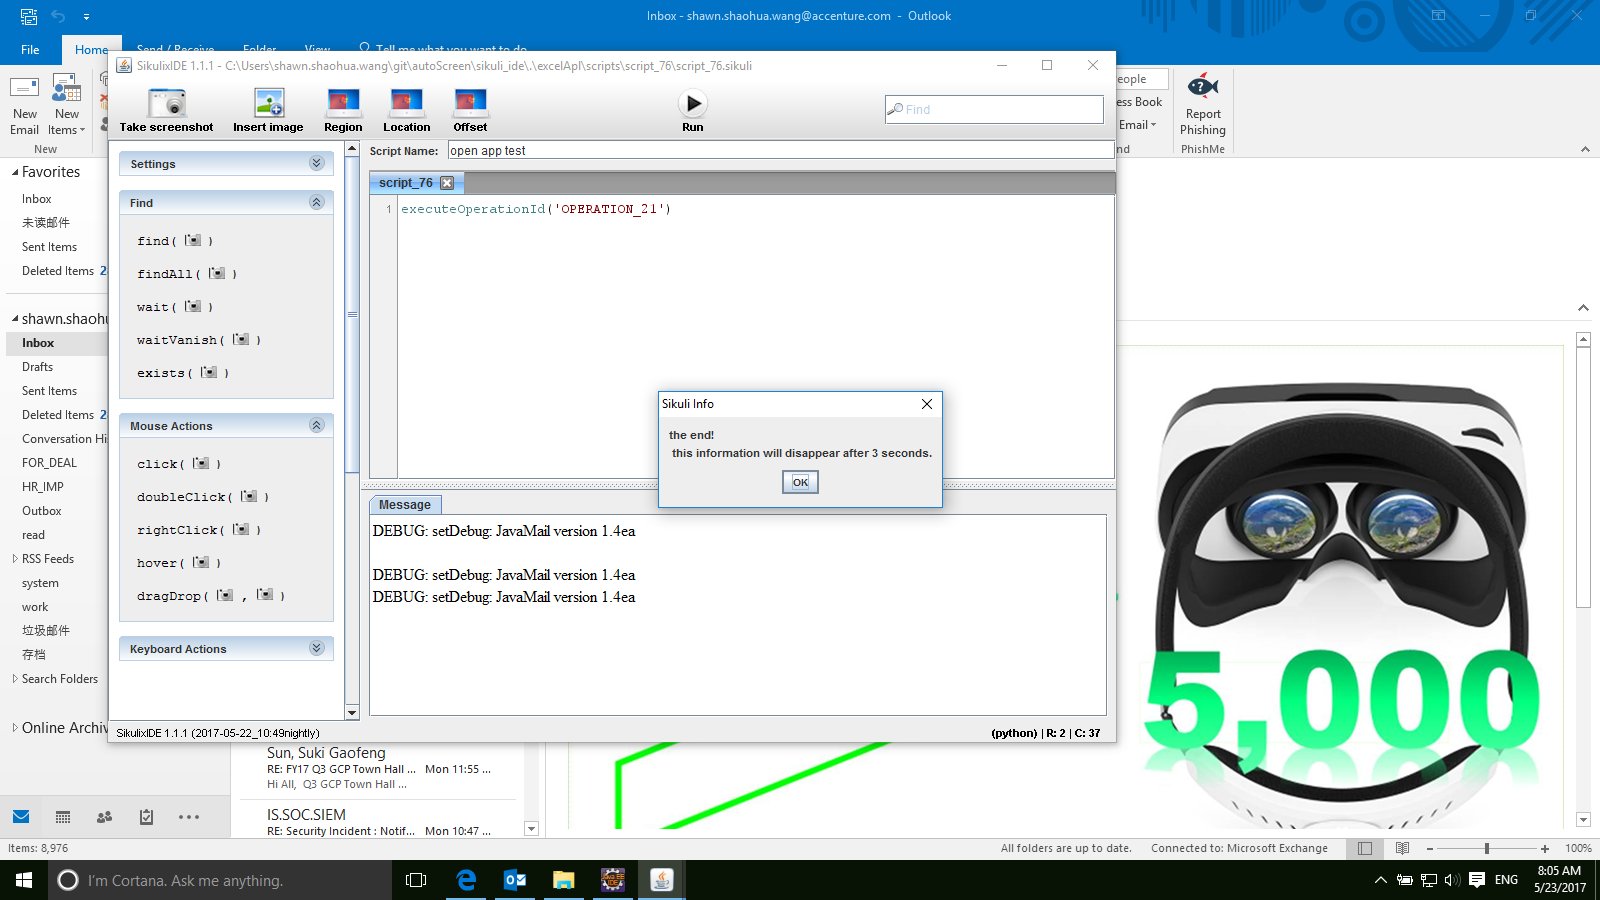 Inbox - shawn.shaohua.wang@accenture.com - Outlook
File
Home
Send / Receive
Folder
View
Tell me what you want to do
SikulixIDE 1.1.1 - C:\Users\shawn.shaohua.wang\git\autoScreen\sikuli_ide\.\excelApI\scripts\script_76\script_76.sikuli
New
Email
New
Items
New
Take screenshot
Insert image
Region
Location
Offset
Run
Find
eople
ess Book
Email
nd
Report
Phishing
PhishMe
Favorites
Inbox
未读邮件
Sent Items
Deleted Items 2
shawn.shaohu
Inbox
Drafts
Sent Items
Deleted Items 2
Conversation Hi
FOR_DEAL
HR_IMP
Outbox
read
RSS Feeds
system
work
垃圾邮件
存档
Search Folders
Online Archiv
Settings
Find
find( )
findAll( )
wait( )
waitVanish( )
exists( )
Mouse Actions
click( )
doubleClick( )
rightClick( )
hover( )
dragDrop( , )
Keyboard Actions
Script Name: open app test
script_76
1 executeOperationId('OPERATION_21')
Sikuli Info
the end!
this information will disappear after 3 seconds.
OK
Message
DEBUG: setDebug: JavaMail version 1.4ea
DEBUG: setDebug: JavaMail version 1.4ea
DEBUG: setDebug: JavaMail version 1.4ea
SikulixIDE 1.1.1 (2017-05-22_10:49nightly)
(python) | R: 2 | C: 37
5,000
Sun, Suki Gaofeng
RE: FY17 Q3 GCP Town Hall ... Mon 11:55 ...
Hi All, Q3 GCP Town Hall ...
IS.SOC.SIEM
RE: Security Incident : Notif... Mon 10:47 ...
Items: 8,976
All folders are up to date.
Connected to: Microsoft Exchange
100%
I'm Cortana. Ask me anything.
ENG
8:05 AM
5/23/2017